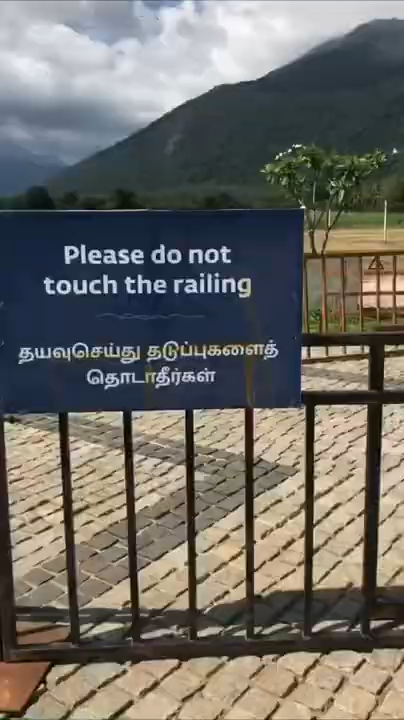 Please do not
touch the railing
தயவுசெய்து தடுப்புகளைத்
தொடாதீர்கள்